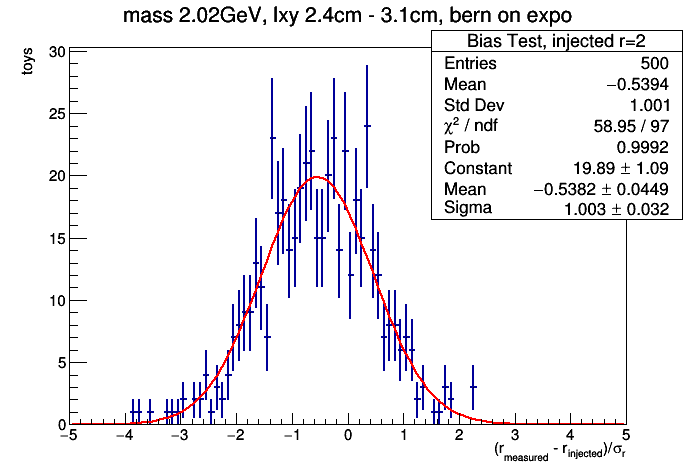 mass 2.02GeV, lxy 2.4cm - 3.1cm, bern on expo
toys
Bias Test, injected r=2
Entries 500
Mean −0.5394
Std Dev 1.001
χ² / ndf 58.95 / 97
Prob 0.9992
Constant 19.89 ± 1.09
Mean −0.5382 ± 0.0449
Sigma 1.003 ± 0.032
30
25
20
15
10
5
0
−5 −4 −3 −2 −1 0 1 2 3 4 5
(r_measured - r_injected)/σ_r